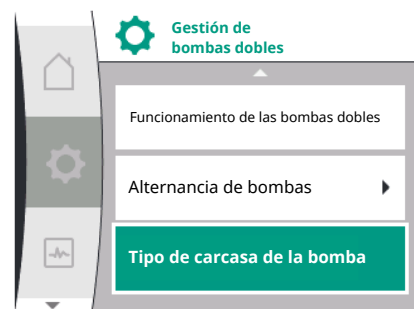 Gestión de
bombas dobles
Funcionamiento de las bombas dobles
Alternancia de bombas
Tipo de carcasa de la bomba